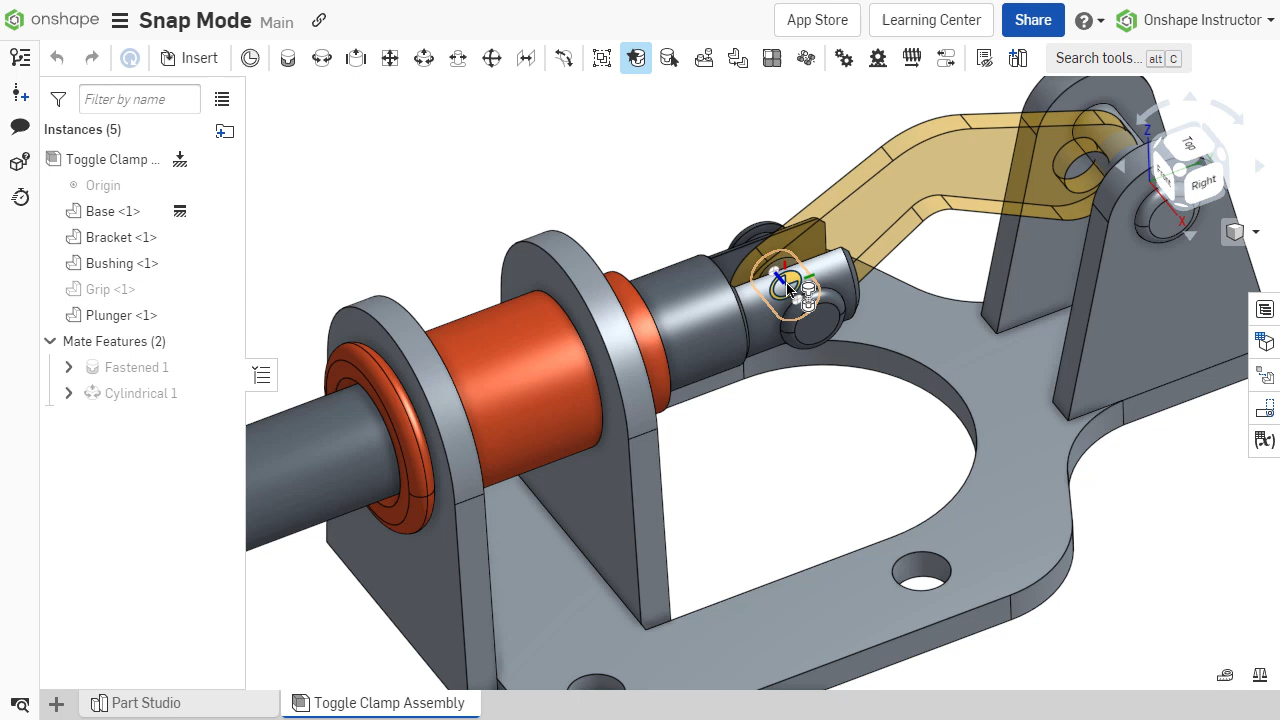 onshape Snap Mode Main App Store Learning Center Share Onshape Instructor
Insert Search tools... alt C
Filter by name
Instances (5)
Toggle Clamp ...
Origin
Base <1>
Bracket <1>
Bushing <1>
Grip <1>
Plunger <1>
Mate Features (2)
Fastened 1
Cylindrical 1
Z
Top
Front
Right
X
(x)
Part Studio Toggle Clamp Assembly